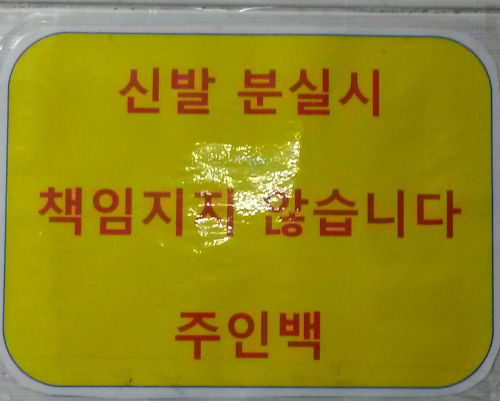 신발 분실시
책임지지 않습니다
주인백